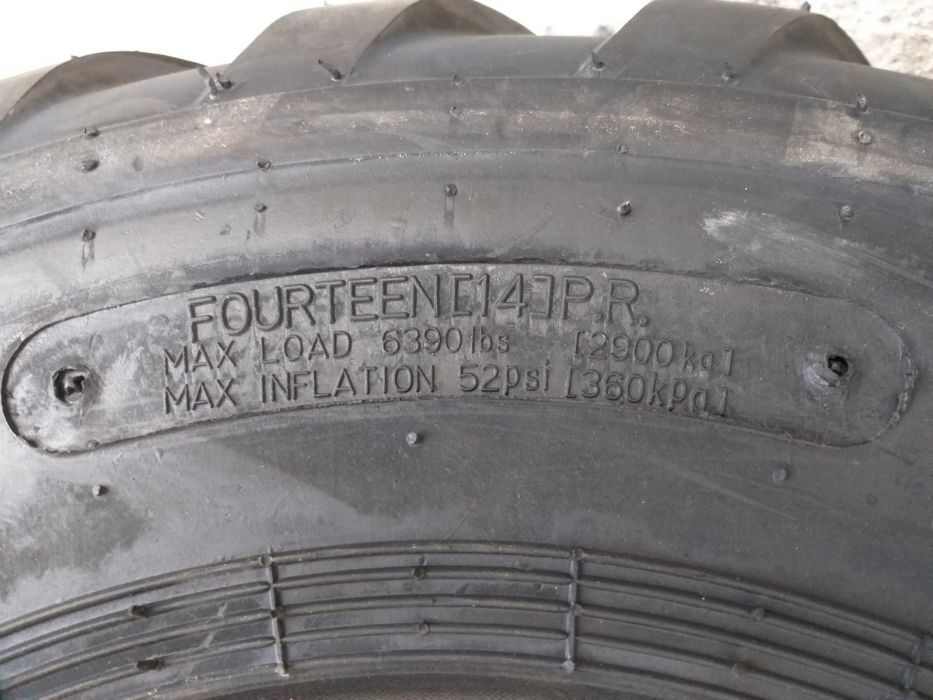 FOURTEEN[14]P.R.
MAX LOAD 6390lbs [2900kg]
MAX INFLATION 52psi [360kPa]